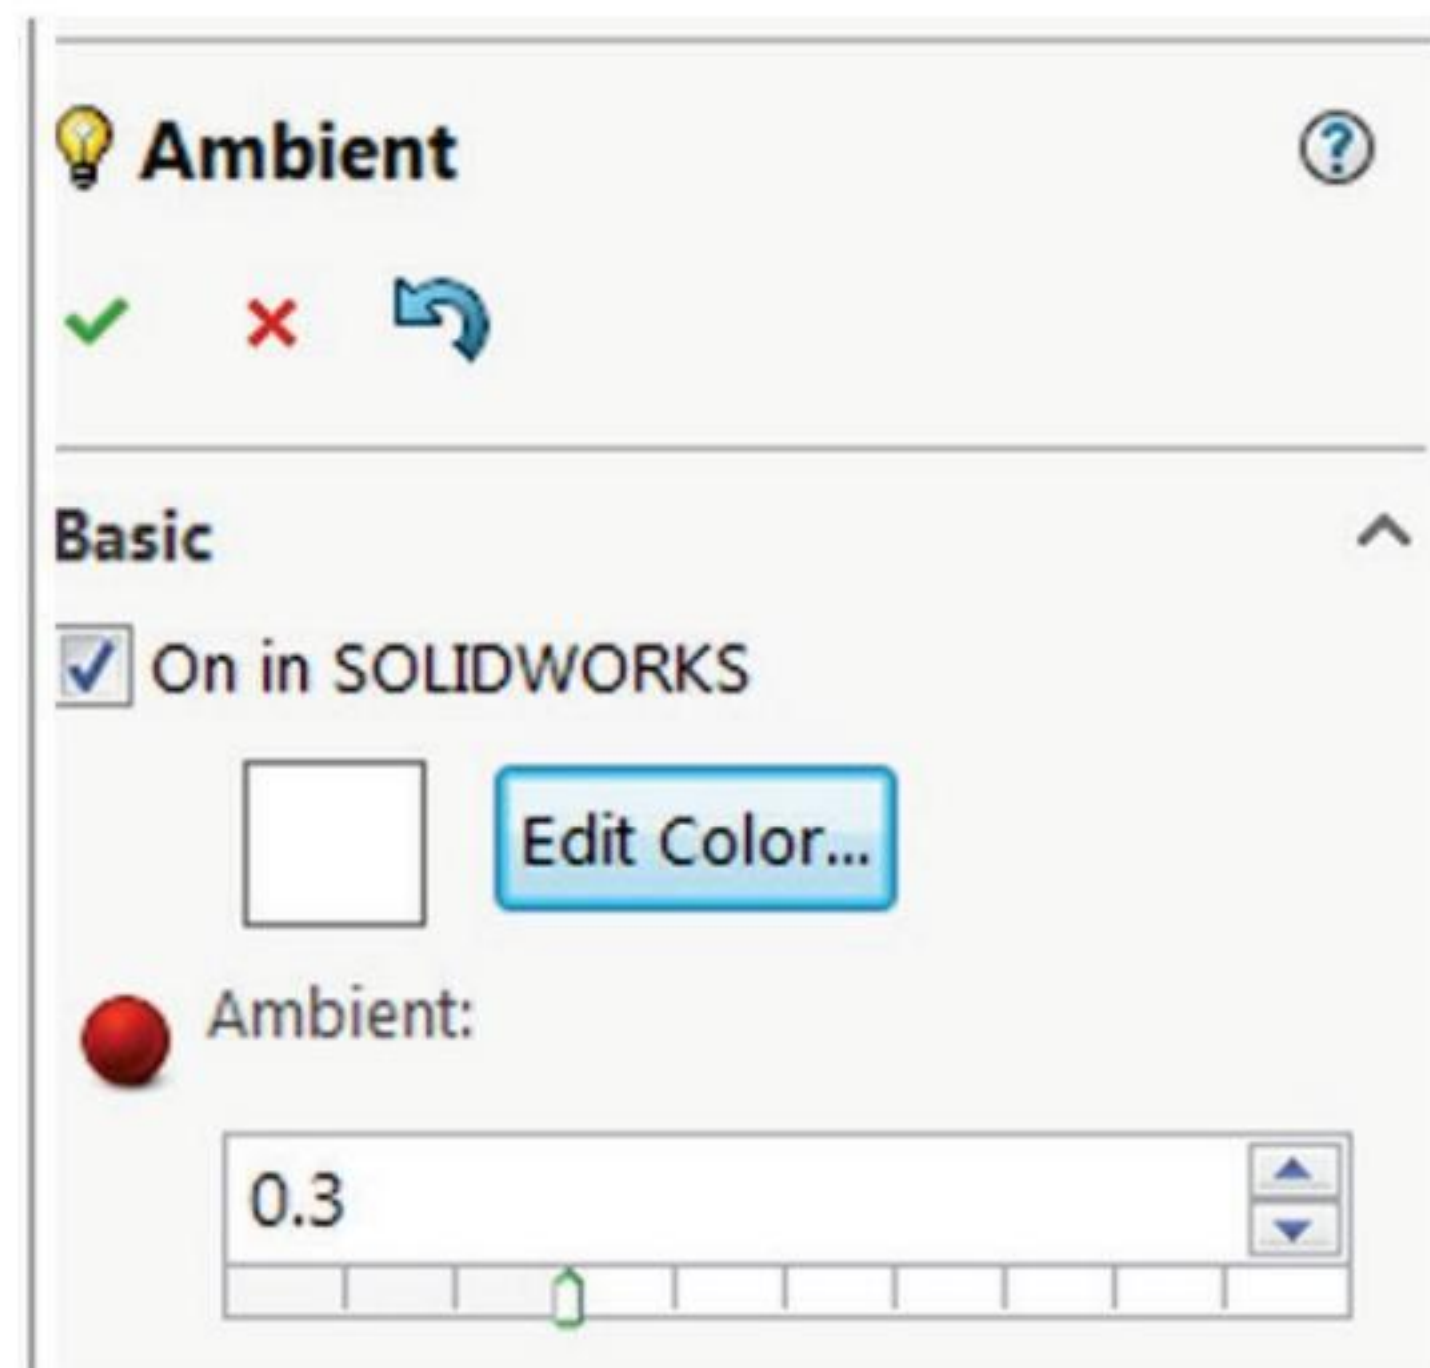 Ambient
Basic
On in SOLIDWORKS
Edit Color...
Ambient:
0.3